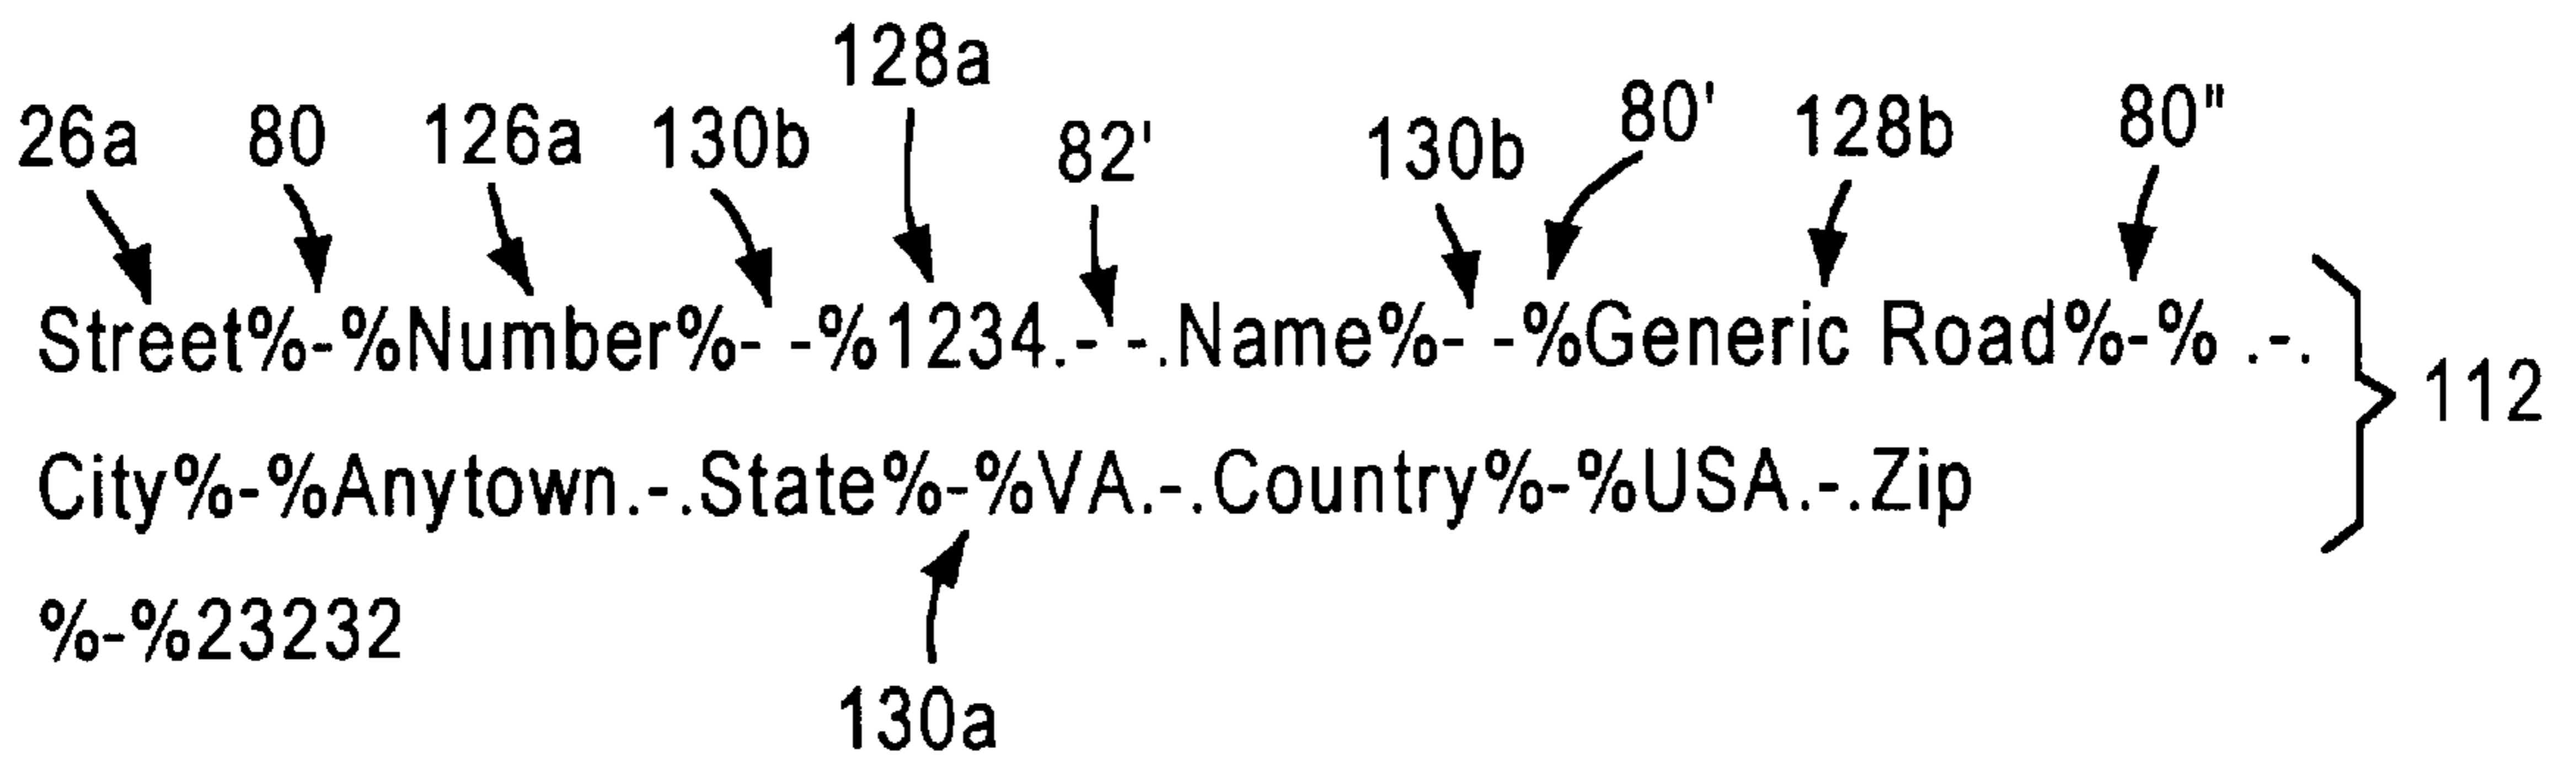 128a
26a 80 126a 130b 82' 130b 80' 128b 80"
Street%-%Number%- -%1234.- -.Name%- -%Generic Road%-% .-.
112
City%-%Anytown.-.State%-%VA.-.Country%-%USA.-.Zip
%-%23232
130a